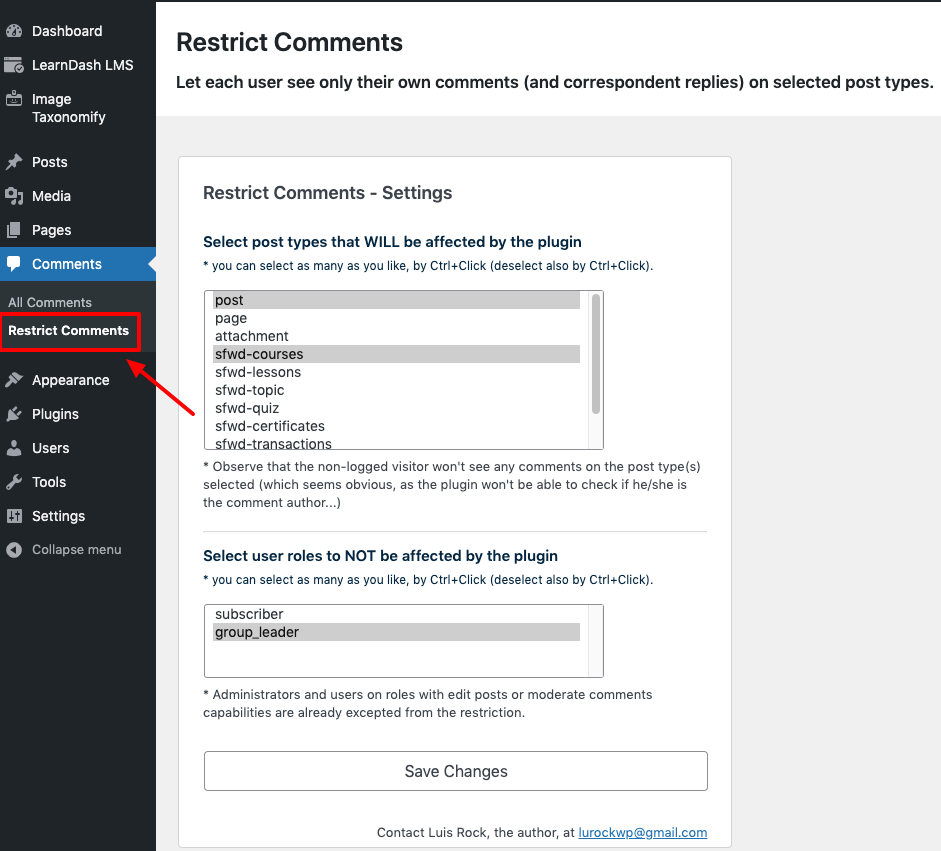 Dashboard
LearnDash LMS
Image
Taxonomify
Posts
Media
Pages
Comments
All Comments
Restrict Comments
Appearance
Plugins
Users
Tools
Settings
Collapse menu
Restrict Comments
Let each user see only their own comments (and correspondent replies) on selected post types.
Restrict Comments - Settings
Select post types that WILL be affected by the plugin
* you can select as many as you like, by Ctrl+Click (deselect also by Ctrl+Click).
post
page
attachment
sfwd-courses
sfwd-lessons
sfwd-topic
sfwd-quiz
sfwd-certificates
sfwd-transactions
* Observe that the non-logged visitor won't see any comments on the post type(s)
selected (which seems obvious, as the plugin won't be able to check if he/she is
the comment author...)
Select user roles to NOT be affected by the plugin
* you can select as many as you like, by Ctrl+Click (deselect also by Ctrl+Click).
subscriber
group_leader
* Administrators and users on roles with edit posts or moderate comments
capabilities are already excepted from the restriction.
Save Changes
Contact Luis Rock, the author, at lurockwp@gmail.com